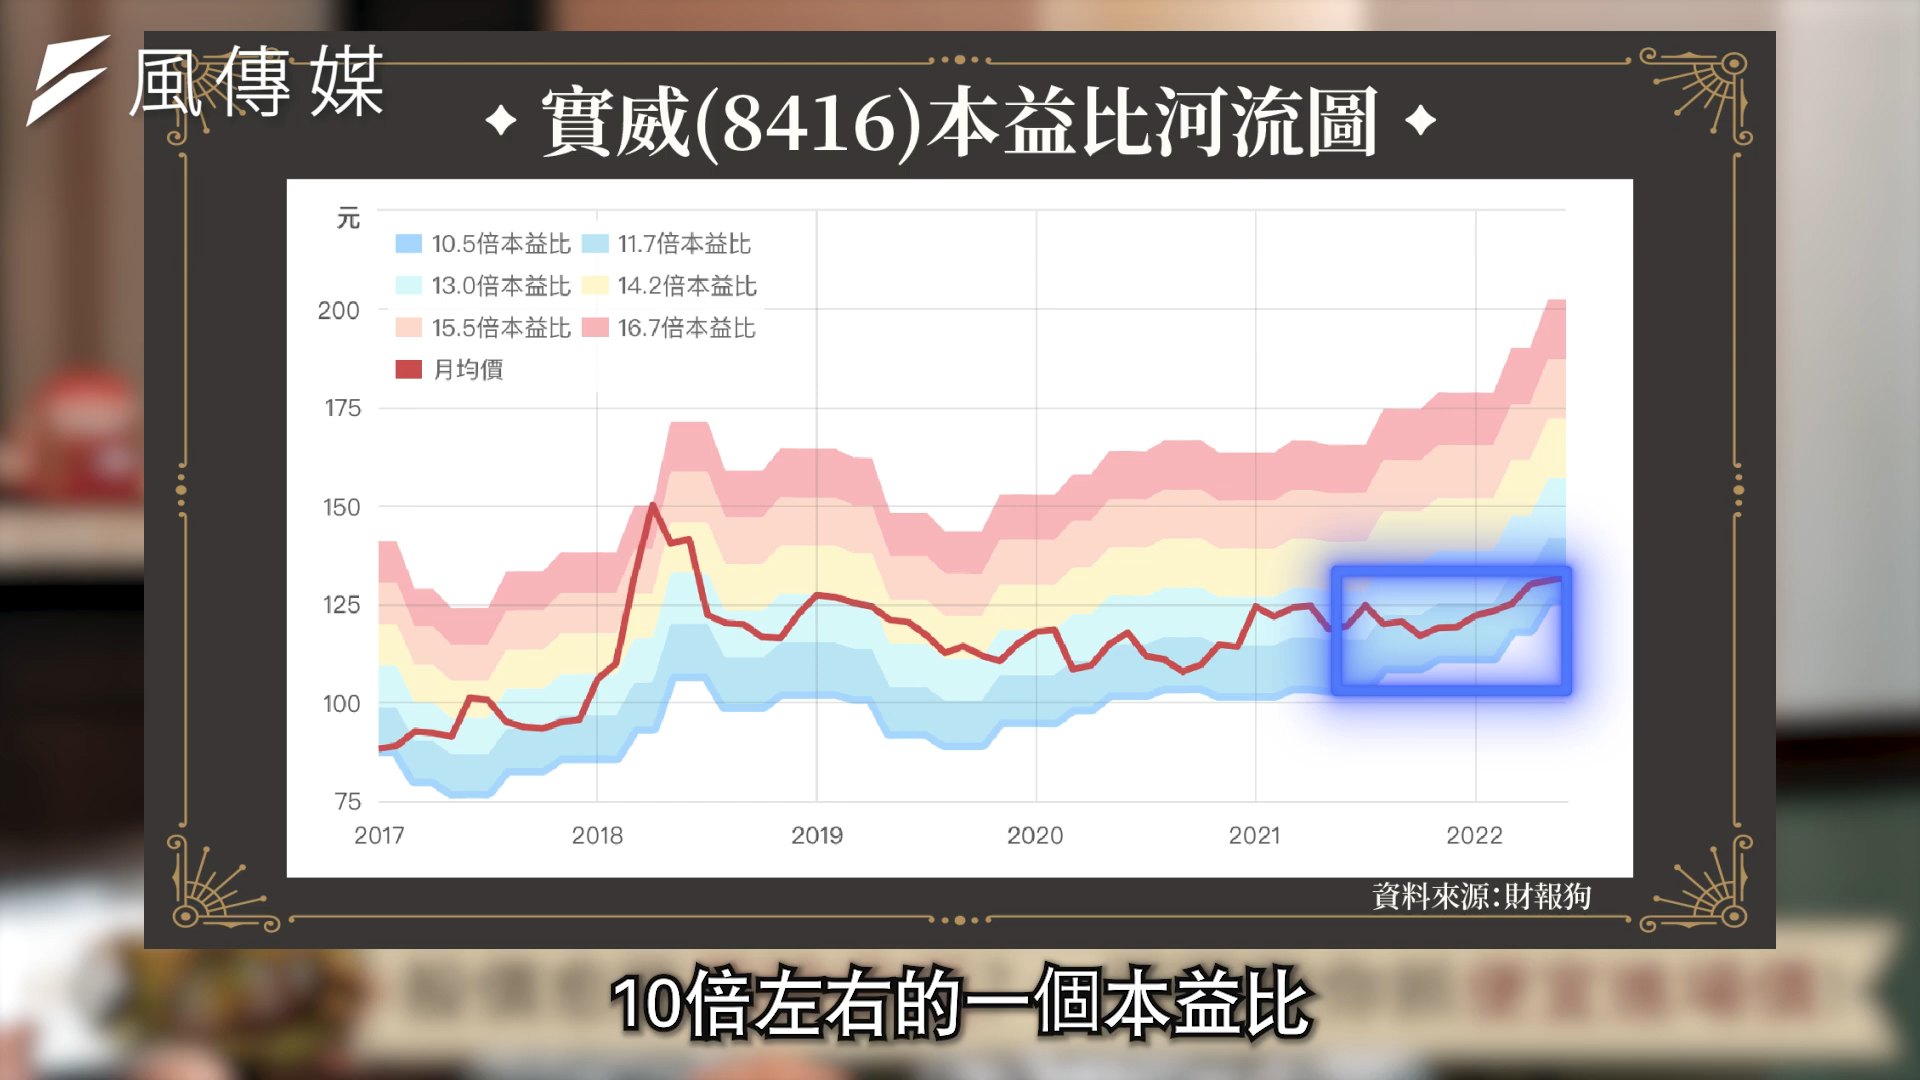 風傳媒
實威(8416)本益比河流圖
元
10.5倍本益比 11.7倍本益比
13.0倍本益比 14.2倍本益比
15.5倍本益比 16.7倍本益比
月均價
200
175
150
125
100
75
2017 2018 2019 2020 2021 2022
資料來源:財報狗
10倍左右的一個本益比